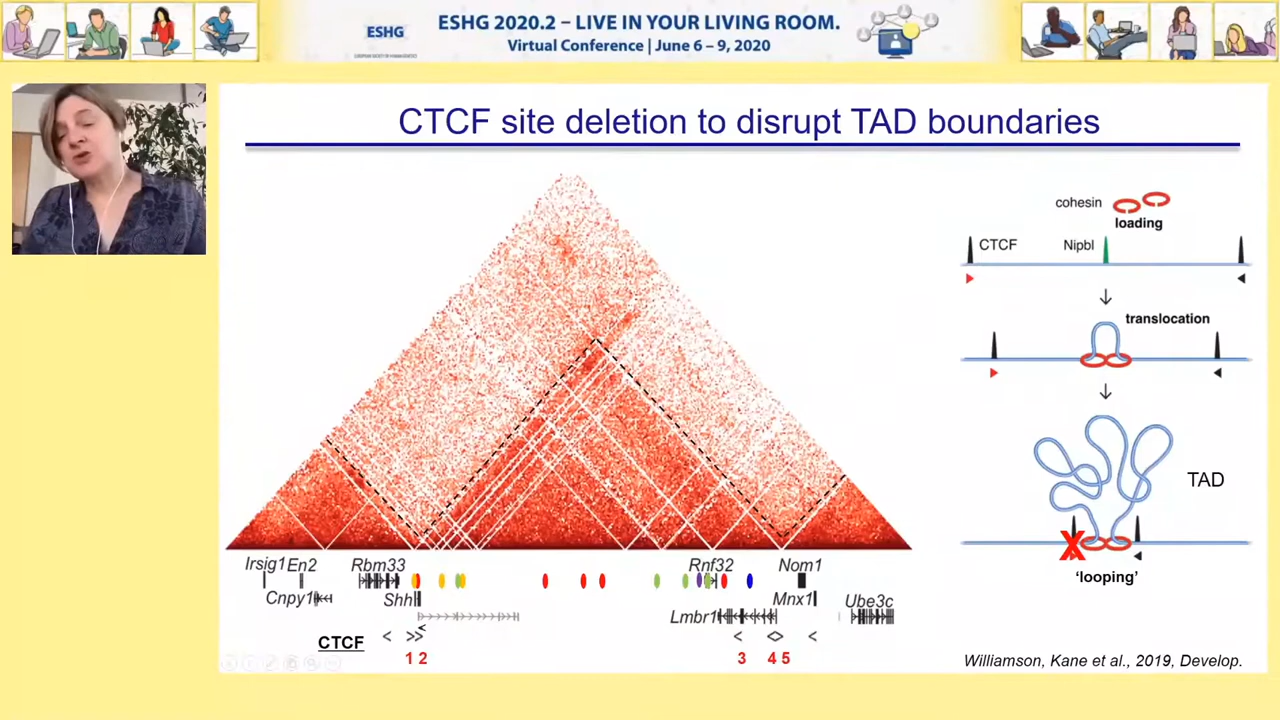 ESHG
ESHG 2020.2 – LIVE IN YOUR LIVING ROOM.
Virtual Conference | June 6 – 9, 2020
CTCF site deletion to disrupt TAD boundaries
cohesin
loading
CTCF
Nipbl
translocation
TAD
X
'looping'
Irsig1 En2
Rbm33
Rnf32
Nom1
Cnpy1
Shh
Lmbr1
Mnx1
Ube3c
CTCF < >> < < <> <
1 2 3 4 5
Williamson, Kane et al., 2019, Develop.